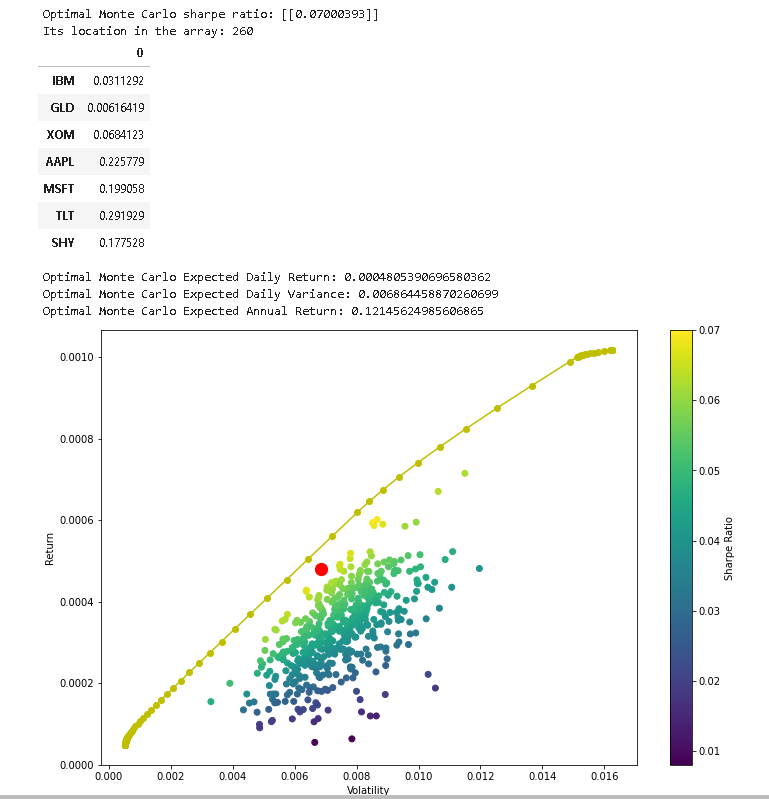 Optimal Monte Carlo sharpe ratio: [[0.07000393]]
Its location in the array: 260
0
IBM 0.0311292
GLD 0.00616419
XOM 0.0684123
AAPL 0.225779
MSFT 0.199058
TLT 0.291929
SHY 0.177528
Optimal Monte Carlo Expected Daily Return: 0.0004805390696580362
Optimal Monte Carlo Expected Daily Variance: 0.006864458870260699
Optimal Monte Carlo Expected Annual Return: 0.12145624985606865
0.0010
0.0008
0.0006
0.0004
0.0002
0.0000
Return
0.000 0.002 0.004 0.006 0.008 0.010 0.012 0.014 0.016
Volatility
0.07
0.06
0.05
0.04
0.03
0.02
0.01
Sharpe Ratio